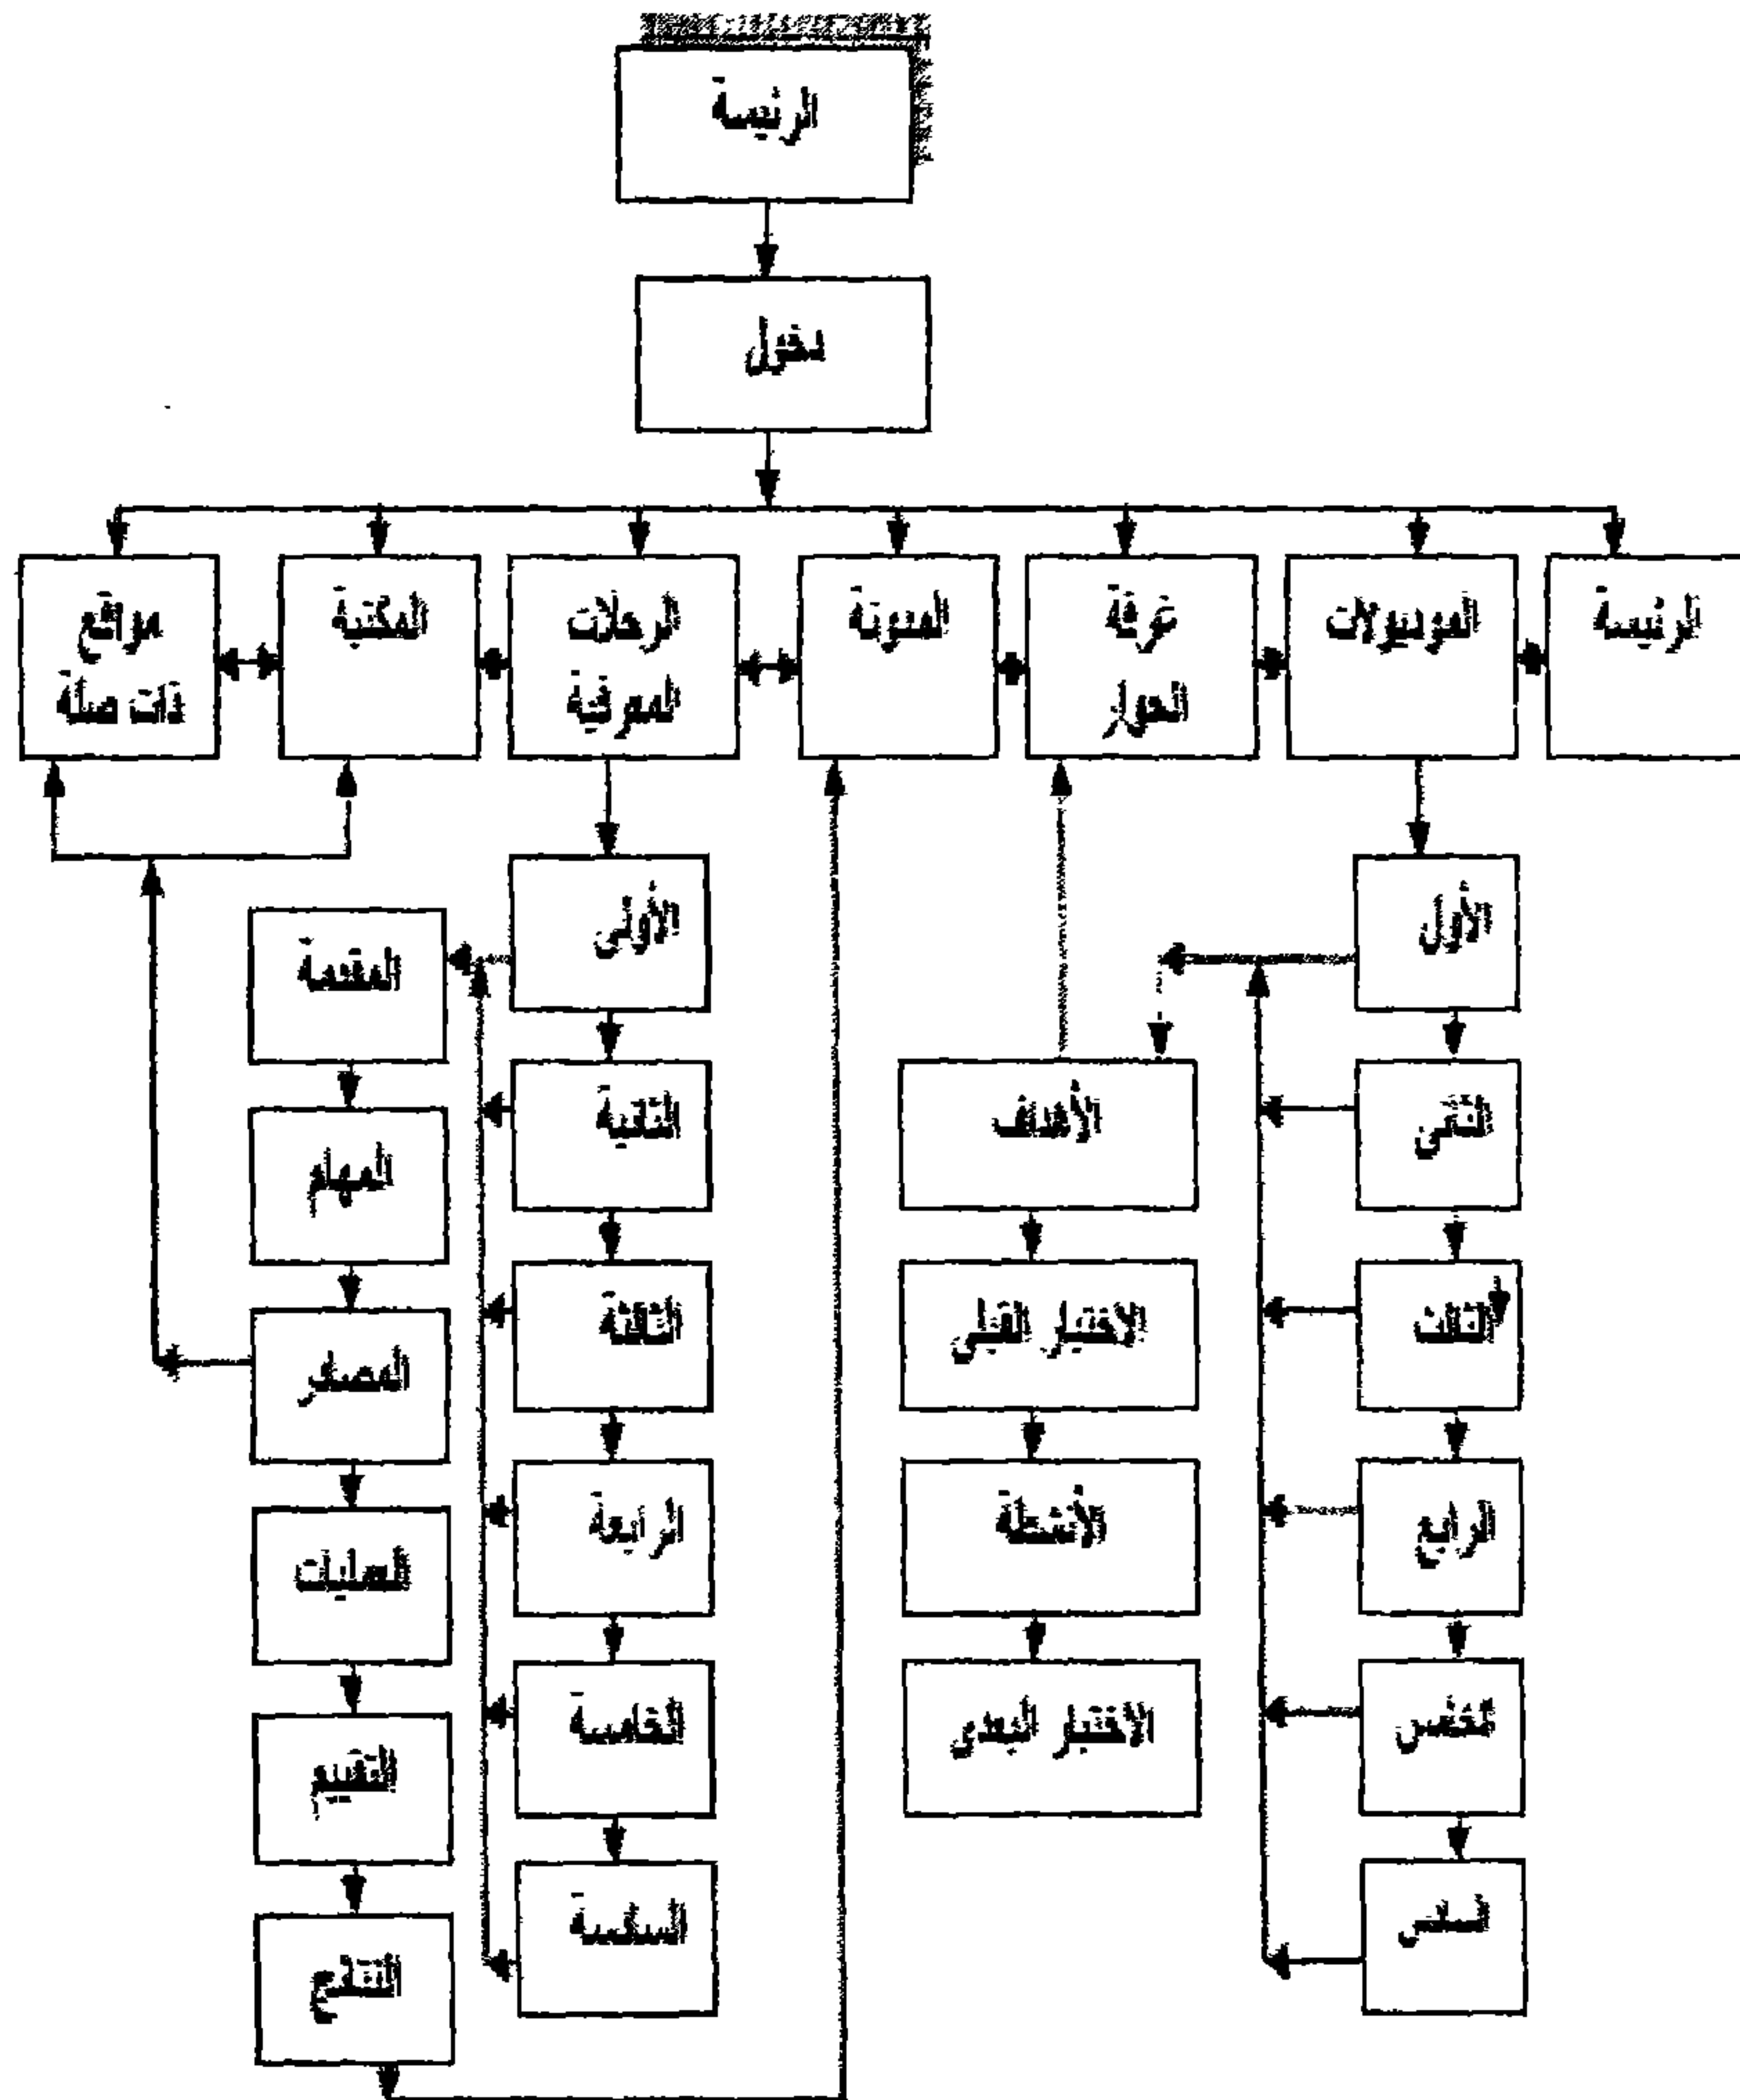 الرئيسة
دخول
الرئيسة
الموديولات
غرفة
الحوار
المدونة
الرحلات
المعرفية
المكتبة
مواقع
ذات صلة
الأول
الثاني
الثالث
الرابع
الخامس
السادس
الأهداف
الاختبار القبلي
الأنشطة
الاختبار البعدي
الأولى
الثانية
الثالثة
الرابعة
الخامسة
السادسة
المقدمة
المهام
المصادر
العمليات
التقييم